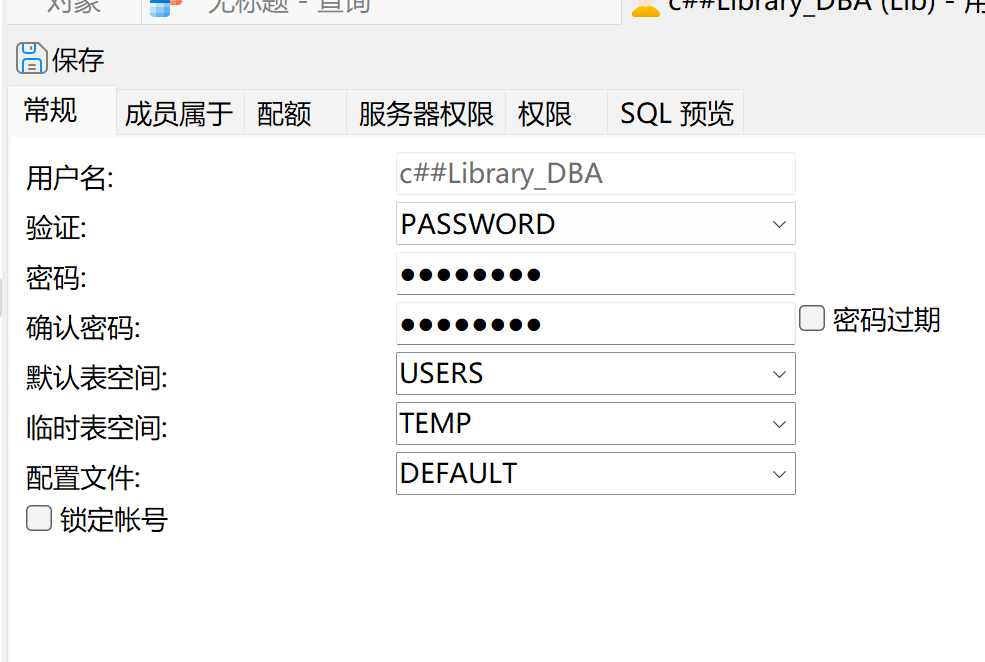 对象 无标题 - 查询 c##Library_DBA (Lib) - 用
保存
常规 成员属于 配额 服务器权限 权限 SQL 预览
用户名: c##Library_DBA
验证: PASSWORD
密码: ●●●●●●●●
确认密码: ●●●●●●●● 密码过期
默认表空间: USERS
临时表空间: TEMP
配置文件: DEFAULT
锁定帐号